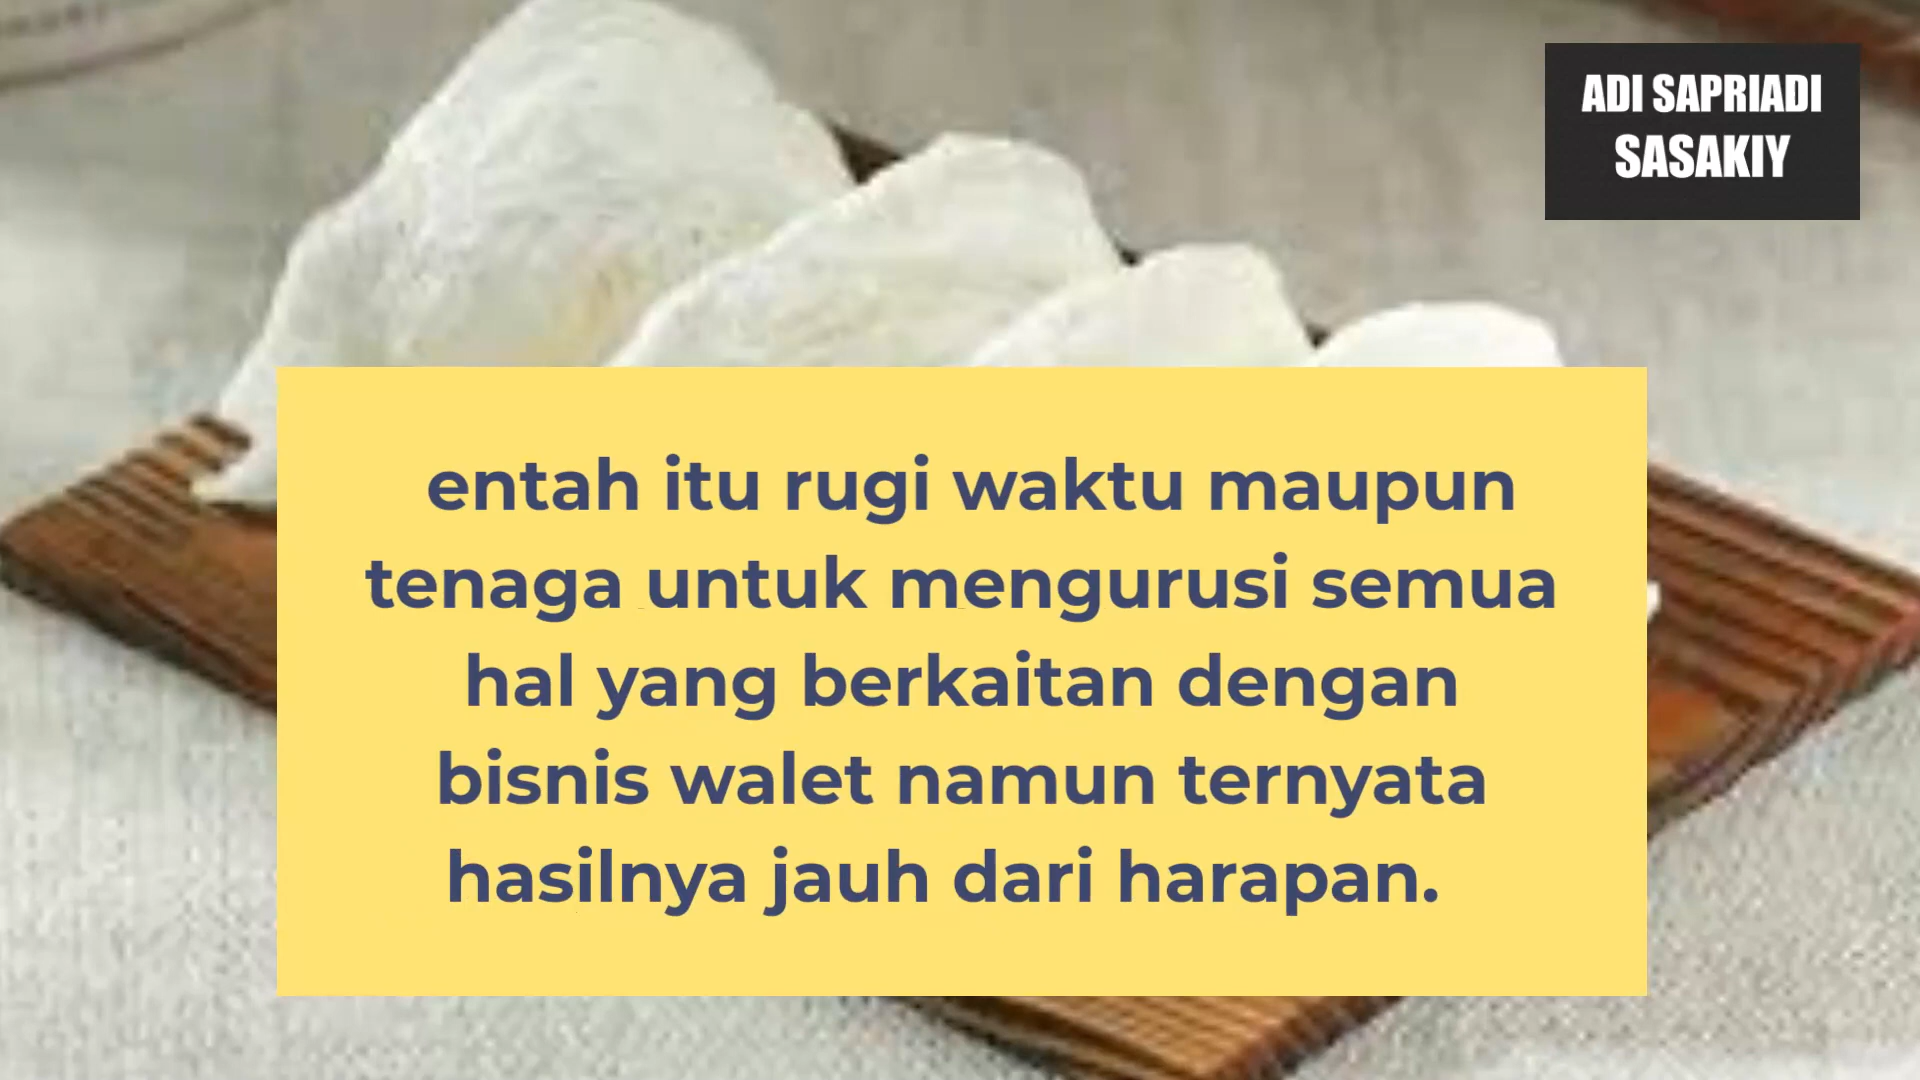 ADI SAPRIADI
SASAKIY
entah itu rugi waktu maupun
tenaga untuk mengurusi semua
hal yang berkaitan dengan
bisnis walet namun ternyata
hasilnya jauh dari harapan.